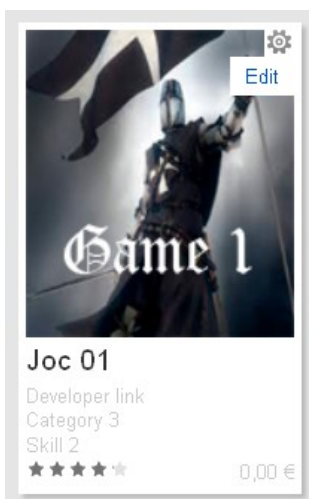 Edit
Game 1
Joc 01
Developer link
Category 3
Skill 2
0,00 €